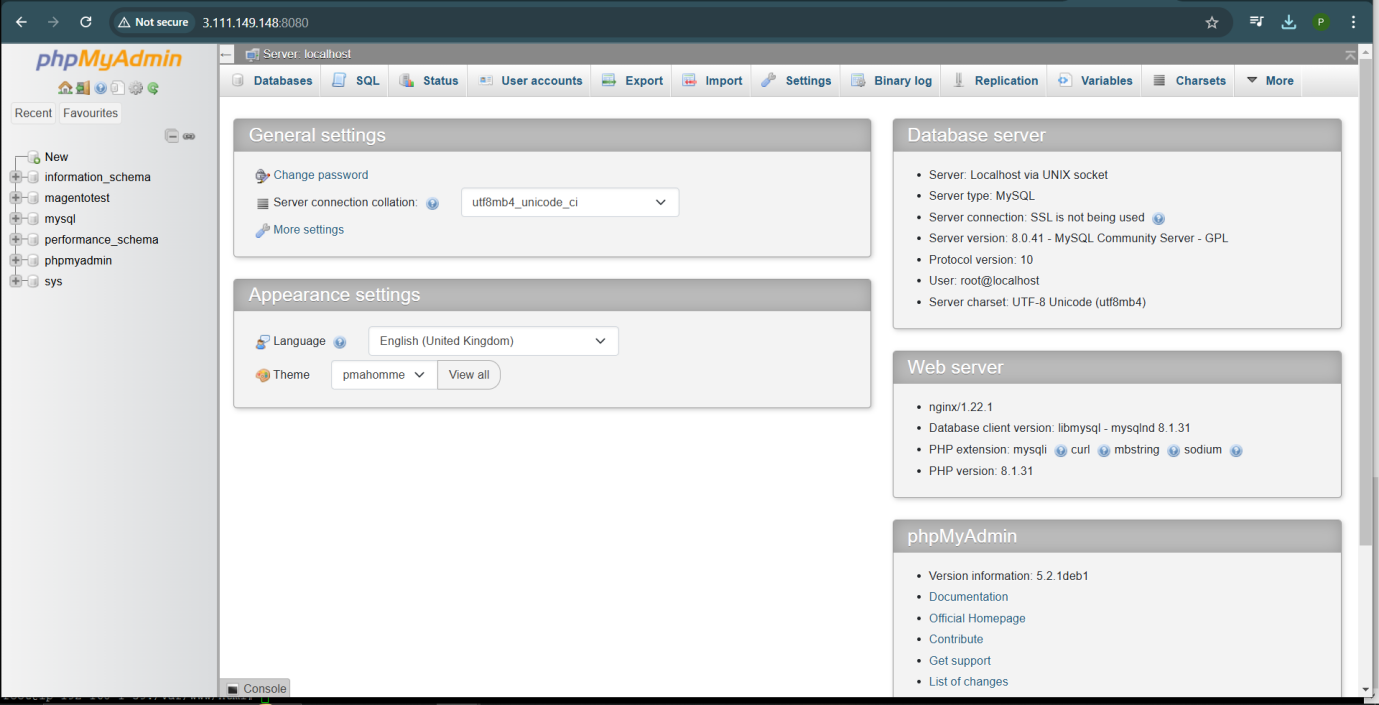 Not secure 3.111.149.148:8080 P
phpMyAdmin
Recent Favourites
New
information_schema
magentotest
mysql
performance_schema
phpmyadmin
sys
Server: localhost
Databases SQL Status User accounts Export Import Settings Binary log Replication Variables Charsets More
General settings
Change password
Server connection collation: utf8mb4_unicode_ci
More settings
Appearance settings
Language English (United Kingdom)
Theme pmahomme View all
Database server
Server: Localhost via UNIX socket
Server type: MySQL
Server connection: SSL is not being used
Server version: 8.0.41 - MySQL Community Server - GPL
Protocol version: 10
User: root@localhost
Server charset: UTF-8 Unicode (utf8mb4)
Web server
nginx/1.22.1
Database client version: libmysql - mysqlnd 8.1.31
PHP extension: mysqli curl mbstring sodium
PHP version: 8.1.31
phpMyAdmin
Version information: 5.2.1deb1
Documentation
Official Homepage
Contribute
Get support
List of changes
Console